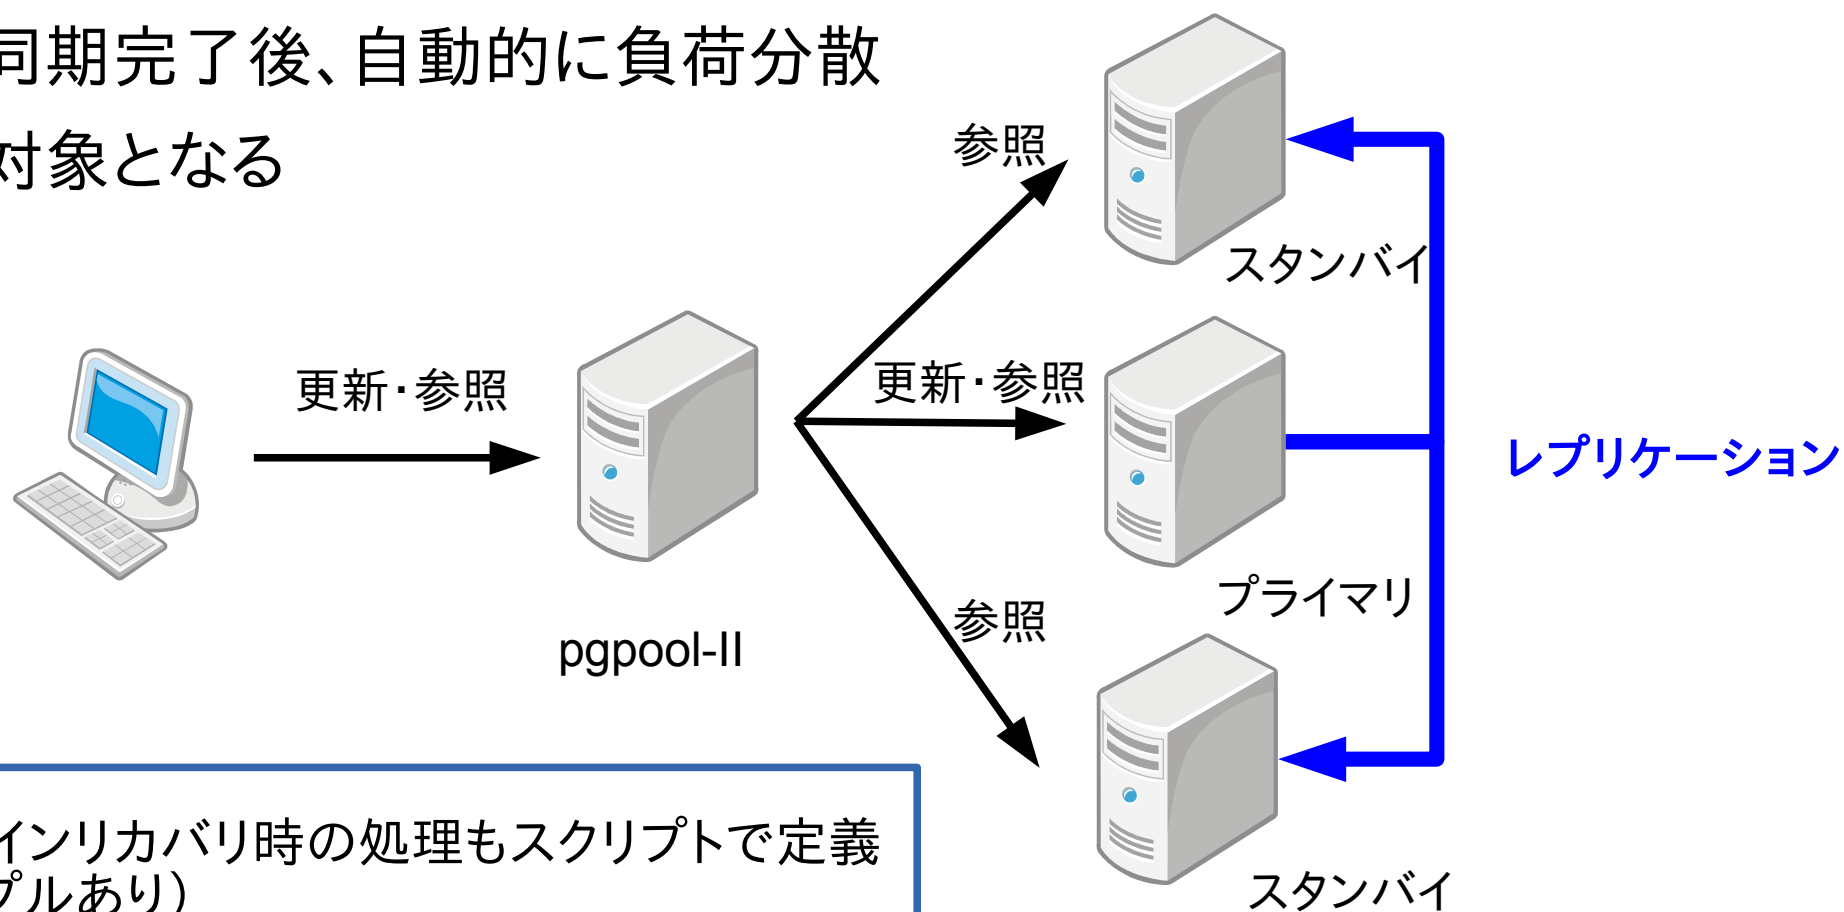 同期完了後、自動的に負荷分散
対象となる
参照
スタンバイ
更新・参照
更新・参照
レプリケーション
プライマリ
参照
pgpool-II
インリカバリ時の処理もスクリプトで定義
プルあり）
スタンバイ